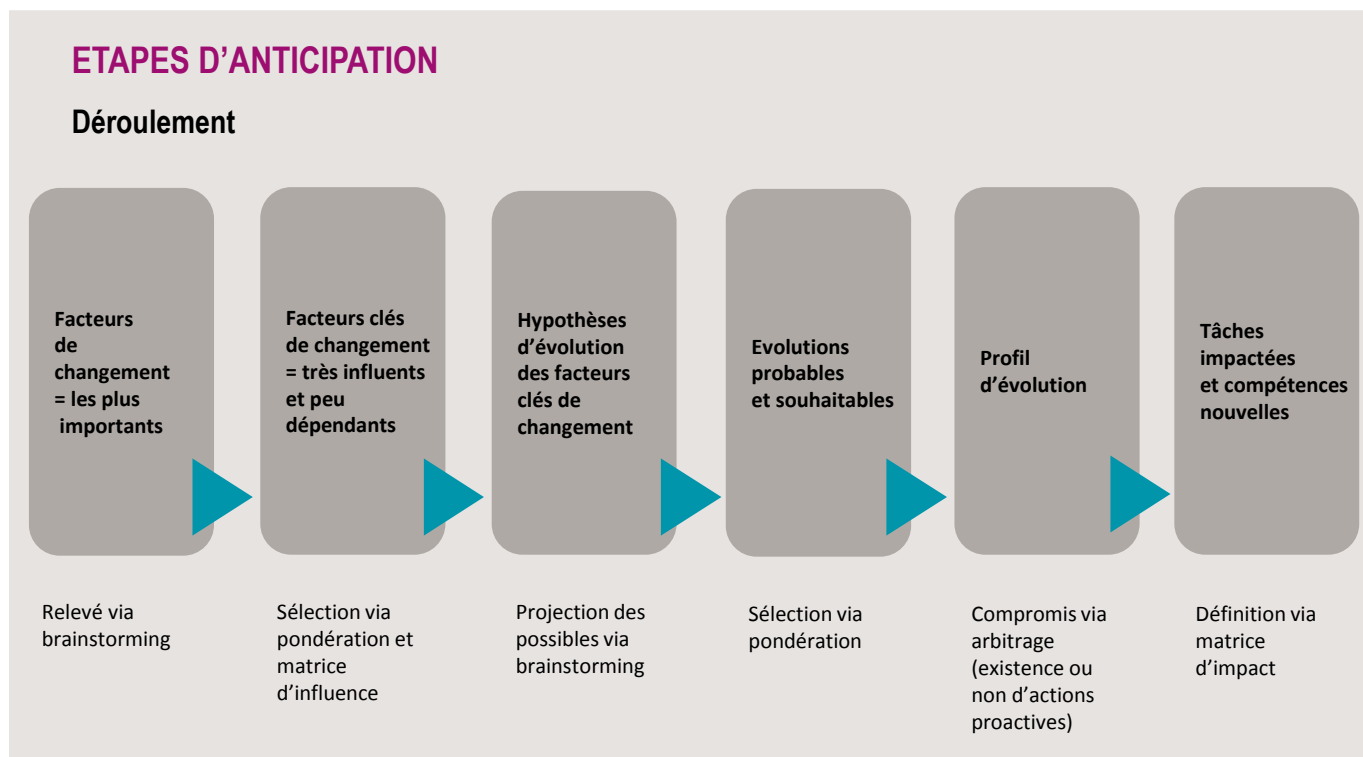 ETAPES D’ANTICIPATION
Déroulement
Facteurs
de
changement
= les plus
importants
Facteurs clés
de changement
= très influents
et peu
dépendants
Hypothèses
d’évolution
des facteurs
clés de
changement
Evolutions
probables
et souhaitables
Profil
d’évolution
Tâches
impactées
et compétences
nouvelles
Relevé via
brainstorming
Sélection via
pondération et
matrice
d’influence
Projection des
possibles via
brainstorming
Sélection via
pondération
Compromis via
arbitrage
(existence ou
non d’actions
proactives)
Définition via
matrice
d’impact